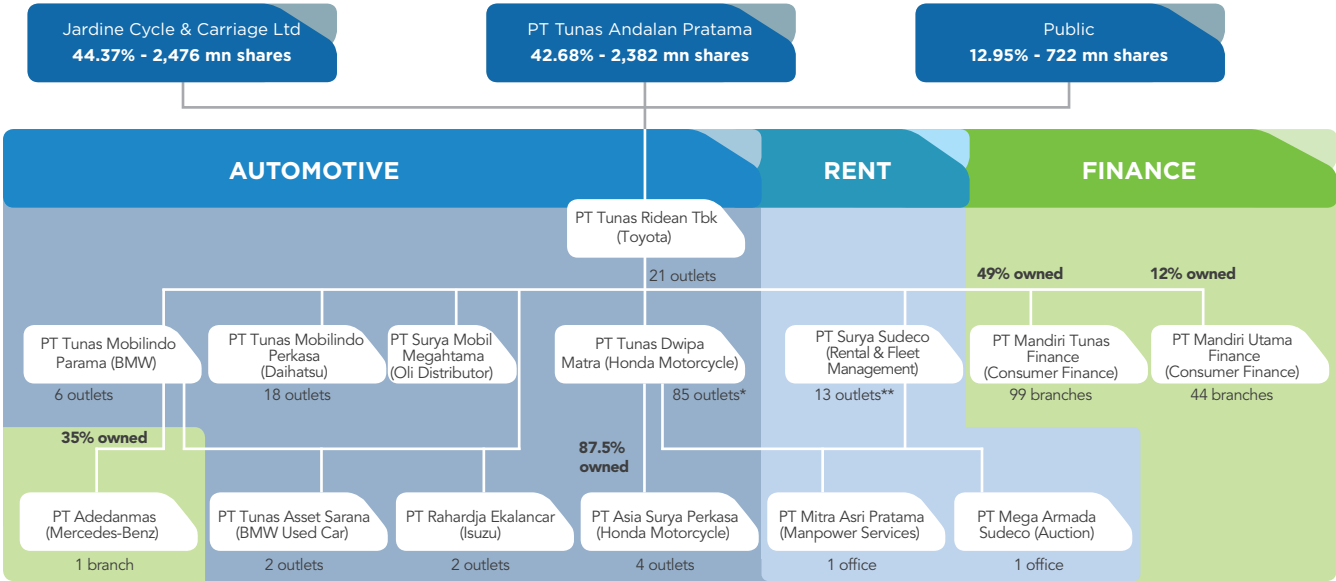 Jardine Cycle & Carriage Ltd
44.37% - 2,476 mn shares
PT Tunas Andalan Pratama
42.68% - 2,382 mn shares
Public
12.95% - 722 mn shares
AUTOMOTIVE
RENT
FINANCE
PT Tunas Ridean Tbk
(Toyota)
21 outlets
49% owned
12% owned
PT Tunas Mobilindo
Parama (BMW)
6 outlets
PT Tunas Mobilindo
Perkasa
(Daihatsu)
18 outlets
PT Surya Mobil
Megahtama
(Oli Distributor)
PT Tunas Dwipa
Matra (Honda Motorcycle)
85 outlets*
PT Surya Sudeco
(Rental & Fleet
Management)
13 outlets**
PT Mandiri Tunas
Finance
(Consumer Finance)
99 branches
PT Mandiri Utama
Finance
(Consumer Finance)
44 branches
35% owned
87.5%
owned
PT Adedanmas
(Mercedes-Benz)
1 branch
PT Tunas Asset Sarana
(BMW Used Car)
2 outlets
PT Rahardja Ekalancar
(Isuzu)
2 outlets
PT Asia Surya Perkasa
(Honda Motorcycle)
4 outlets
PT Mitra Asri Pratama
(Manpower Services)
1 office
PT Mega Armada
Sudeco (Auction)
1 office